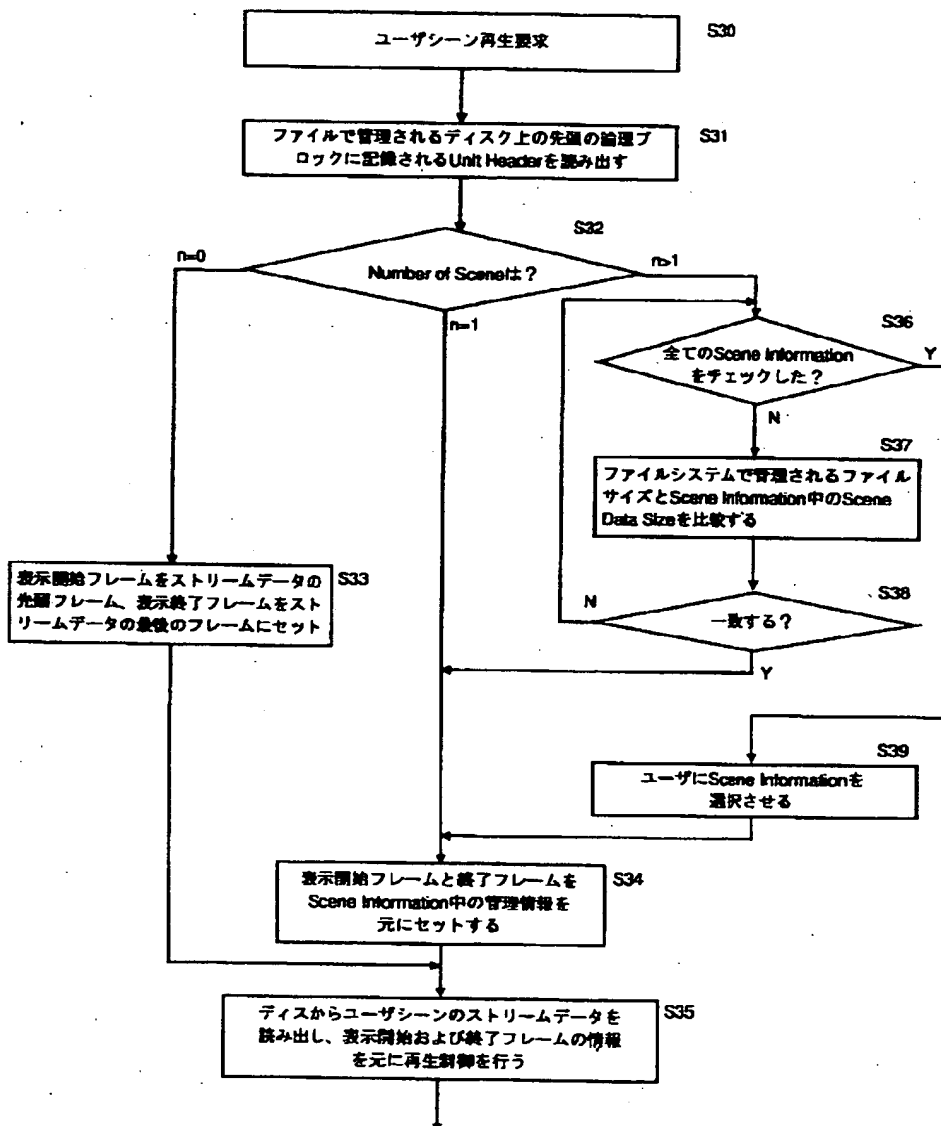 ユーザシーン再生要求
S30
ファイルで管理されるディスク上の先頭の論理ブ
ロックに記録されるUnit Headerを読み出す
S31
S32
n=0
Number of Sceneは？
n>1
n=1
S36
全てのScene Information
をチェックした？
Y
N
S37
ファイルシステムで管理されるファイル
サイズとScene Information中のScene
Data Sizeを比較する
S33
表示開始フレームをストリームデータの
先頭フレーム、表示終了フレームをスト
リームデータの最後のフレームにセット
S38
N
一致する？
Y
S39
ユーザにScene Informationを
選択させる
表示開始フレームと終了フレームを
Scene Information中の管理情報を
元にセットする
S34
ディスからユーザシーンのストリームデータを
読み出し、表示開始および終了フレームの情報
を元に再生制御を行う
S35